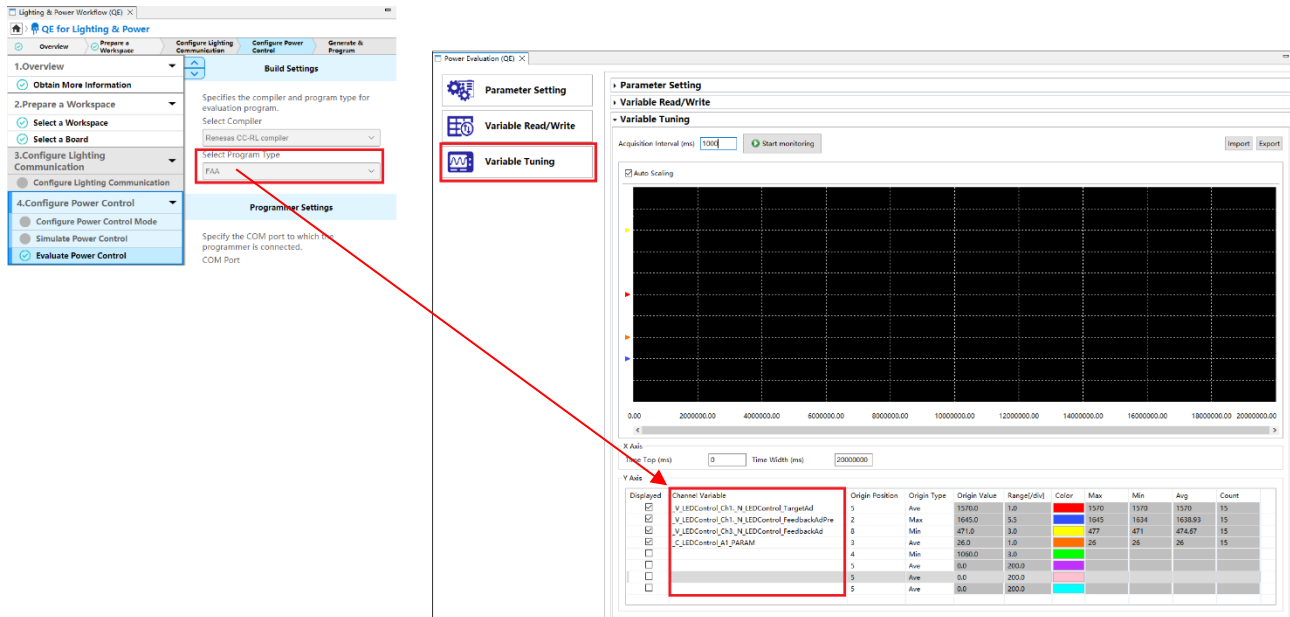 Lighting & Power Workflow (QE)
QE for Lighting & Power
Overview
Prepare a Workspace
Configure Lighting Communication
Configure Power Control
Generate & Program
1.Overview
Obtain More Information
2.Prepare a Workspace
Select a Workspace
Select a Board
3.Configure Lighting Communication
Configure Lighting Communication
4.Configure Power Control
Configure Power Control Mode
Simulate Power Control
Evaluate Power Control
Build Settings
Specifies the compiler and program type for
evaluation program.
Select Compiler
Renesas CC-RL compiler
Select Program Type
FAA
Programmer Settings
Specify the COM port to which the
programmer is connected.
COM Port
Power Evaluation (QE)
Parameter Setting
Variable Read/Write
Variable Tuning
Parameter Setting
Variable Read/Write
Variable Tuning
Acquisition Interval (ms) 1000 Start monitoring Import Export
Auto Scaling
0.00 2000000.00 4000000.00 6000000.00 8000000.00 10000000.00 12000000.00 14000000.00 16000000.00 18000000.00 20000000.00
X Axis
Time Top (ms) 0 Time Width (ms) 20000000
Y Axis
Displayed Channel Variable Origin Position Origin Type Origin Value Range(/div) Color Max Min Avg Count
_V_LEDControl_Ch1._N_LEDControl_TargetAd 5 Ave 1570.0 1.0 1570 1570 1570 15
_V_LEDControl_Ch1._N_LEDControl_FeedbackAdPre 2 Max 1645.0 5.5 1645 1634 1638.93 15
_V_LEDControl_Ch3._N_LEDControl_FeedbackAd 8 Min 471.0 3.0 477 471 474.67 15
_C_LEDControl_A1_PARAM 3 Ave 26.0 1.0 26 26 26 15
4 Min 1060.0 3.0
5 Ave 0.0 200.0
5 Ave 0.0 200.0
5 Ave 0.0 200.0